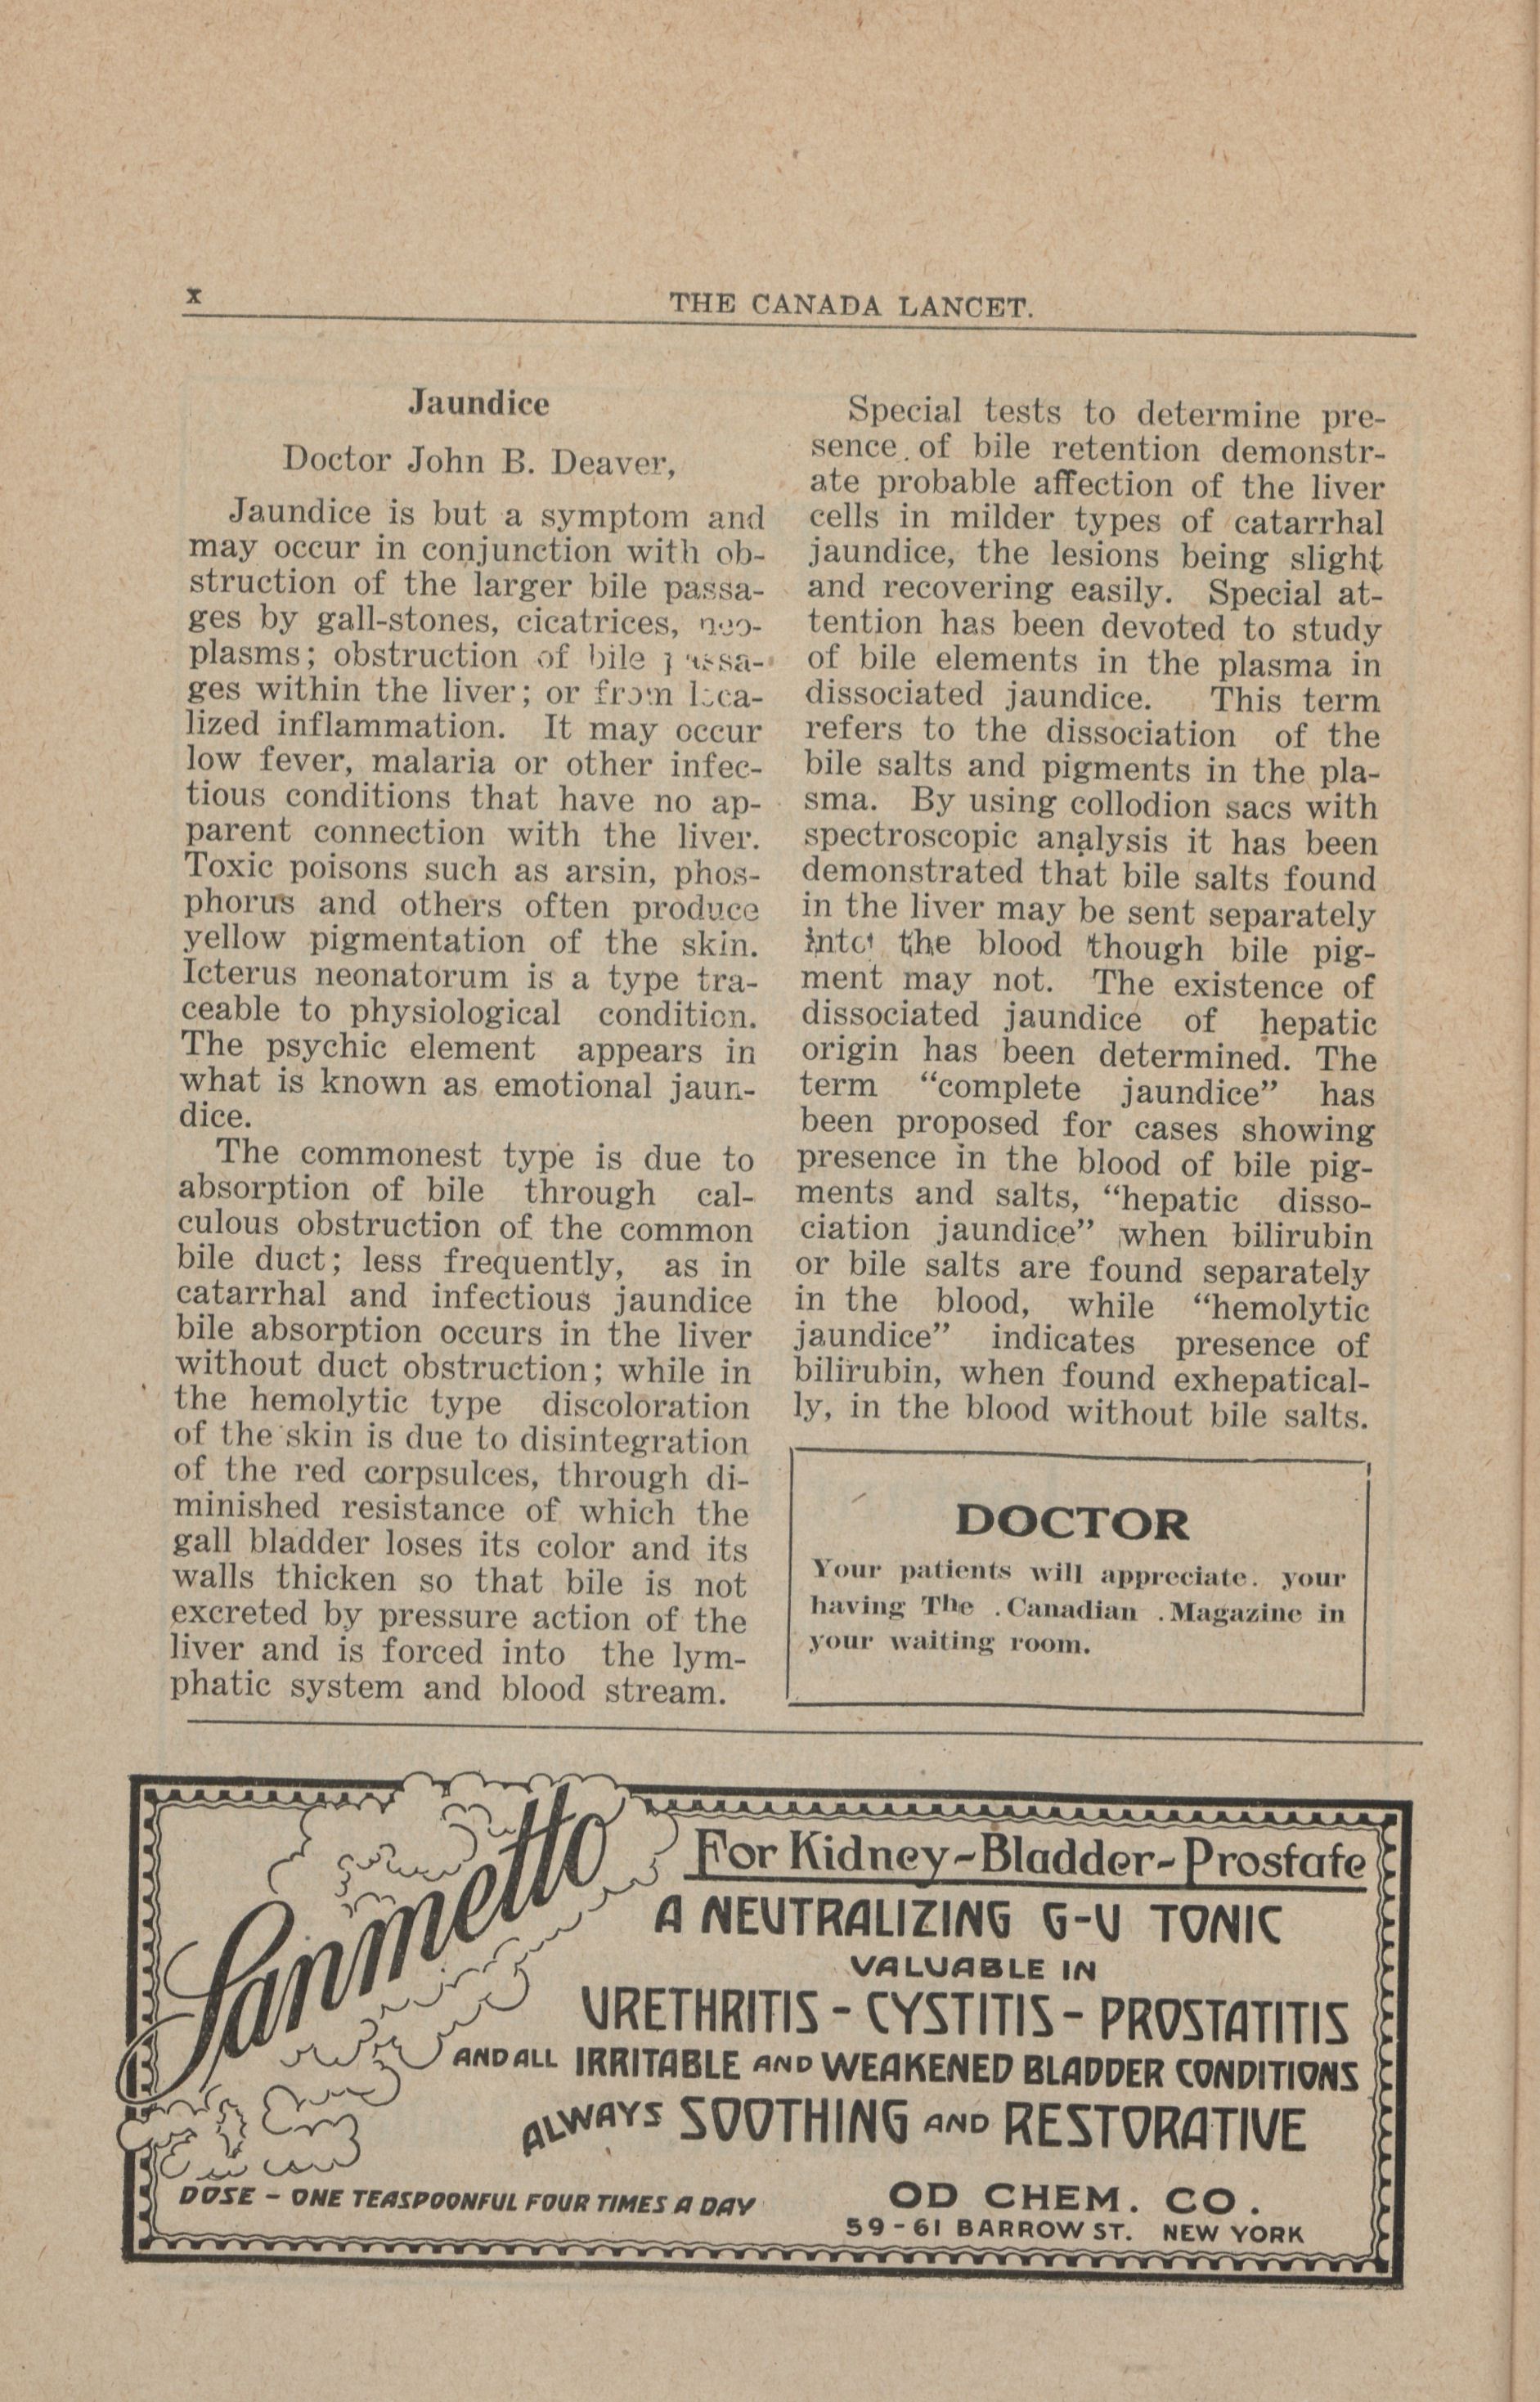 x
THE CANADA LANCET.
Jaundice
Doctor John B. Deaver,
Jaundice is but a symptom and
may occur in conjunction with ob-
struction of the larger bile passa-
ges by gall-stones, cicatrices, neo-
plasms; obstruction of bile passa-
ges within the liver; or from loca-
lized inflammation. It may occur
low fever, malaria or other infec-
tious conditions that have no ap-
parent connection with the liver.
Toxic poisons such as arsin, phos-
phorus and others often produce
yellow pigmentation of the skin.
Icterus neonatorum is a type tra-
ceable to physiological condition.
The psychic element appears in
what is known as emotional jaun-
dice.
The commonest type is due to
absorption of bile through cal-
culous obstruction of the common
bile duct; less frequently, as in
catarrhal and infectious jaundice
bile absorption occurs in the liver
without duct obstruction; while in
the hemolytic type discoloration
of the skin is due to disintegration
of the red corpsulces, through di-
minished resistance of which the
gall bladder loses its color and its
walls thicken so that bile is not
excreted by pressure action of the
liver and is forced into the lym-
phatic system and blood stream.
Special tests to determine pre-
sence of bile retention demonstr-
ate probable affection of the liver
cells in milder types of catarrhal
jaundice, the lesions being slight
and recovering easily. Special at-
tention has been devoted to study
of bile elements in the plasma in
dissociated jaundice. This term
refers to the dissociation of the
bile salts and pigments in the pla-
sma. By using collodion sacs with
spectroscopic analysis it has been
demonstrated that bile salts found
in the liver may be sent separately
into the blood though bile pig-
ment may not. The existence of
dissociated jaundice of hepatic
origin has been determined. The
term "complete jaundice" has
been proposed for cases showing
presence in the blood of bile pig-
ments and salts, "hepatic disso-
ciation jaundice" when bilirubin
or bile salts are found separately
in the blood, while "hemolytic
jaundice" indicates presence of
bilirubin, when found exhepatical-
ly, in the blood without bile salts.
DOCTOR
Your patients will appreciate. your
having The .Canadian .Magazine in
your waiting room.
Sanmetto
For Kidney-Bladder-Prostate
A NEUTRALIZING G-U TONIC
VALUABLE IN
URETHRITIS - CYSTITIS - PROSTATITIS
AND ALL IRRITABLE AND WEAKENED BLADDER CONDITIONS
ALWAYS SOOTHING AND RESTORATIVE
DOSE - ONE TEASPOONFUL FOUR TIMES A DAY
OD CHEM. CO.
59-61 BARROW ST. NEW YORK